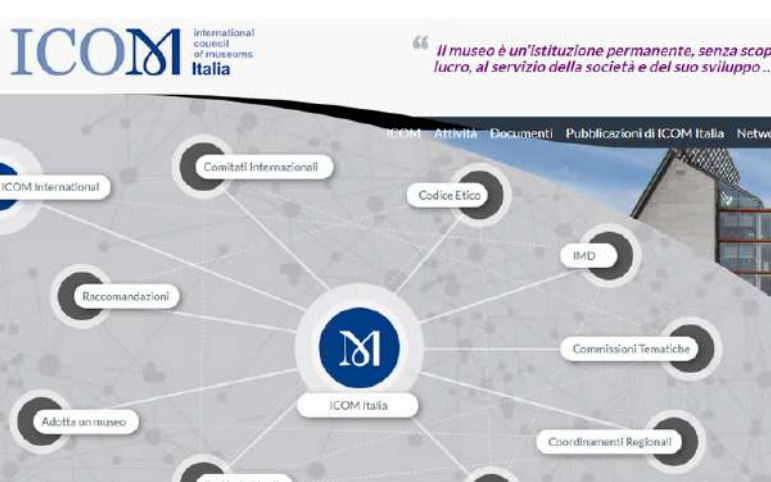 ICOM
international
council
of museums
Italia
“ Il museo è un'istituzione permanente, senza scop
lucro, al servizio della società e del suo sviluppo ...
ICOM Attività Documenti Pubblicazioni di ICOM Italia Netwo
Comitati Internazionali
ICOM International
Codice Etico
IMD
Raccomandazioni
Commissioni Tematiche
ICOM Italia
Adotta un museo
Coordinamenti Regionali